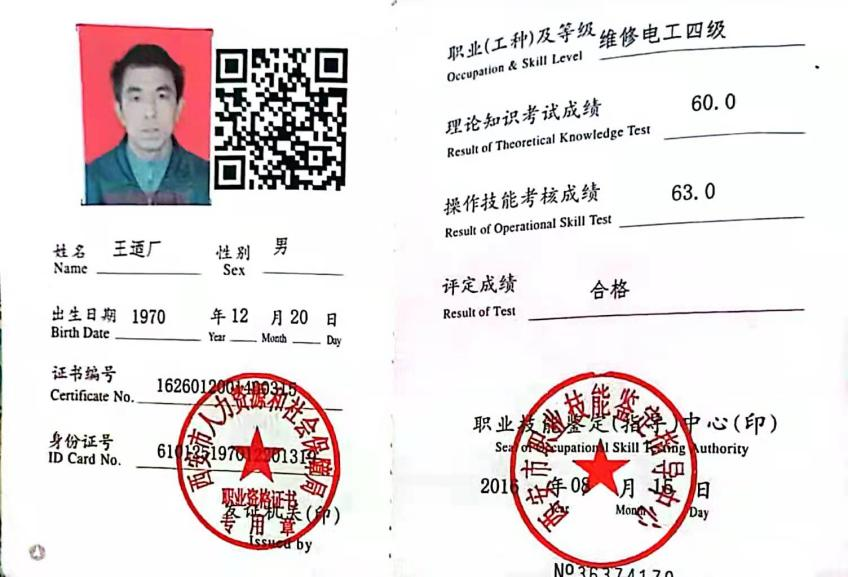 姓名 王适厂 性别 男
Name Sex
出生日期 1970 年 12 月 20 日
Birth Date Year Month Day
证书编号
Certificate No.
身份证号
ID Card No.
西安市人力资源和社会保障局
职业资格证书
专用章
发证机关(印)
Issued by
职业(工种)及等级 维修电工四级
Occupation & Skill Level
理论知识考试成绩 60.0
Result of Theoretical Knowledge Test
操作技能考核成绩 63.0
Result of Operational Skill Test
评定成绩 合格
Result of Test
职业技能鉴定(指导)中心(印)
Seal of Occupational Skill Testing Authority
西安市职业技能鉴定指导中心
2016 年 08 月 15 日
Year Month Day
№36374170